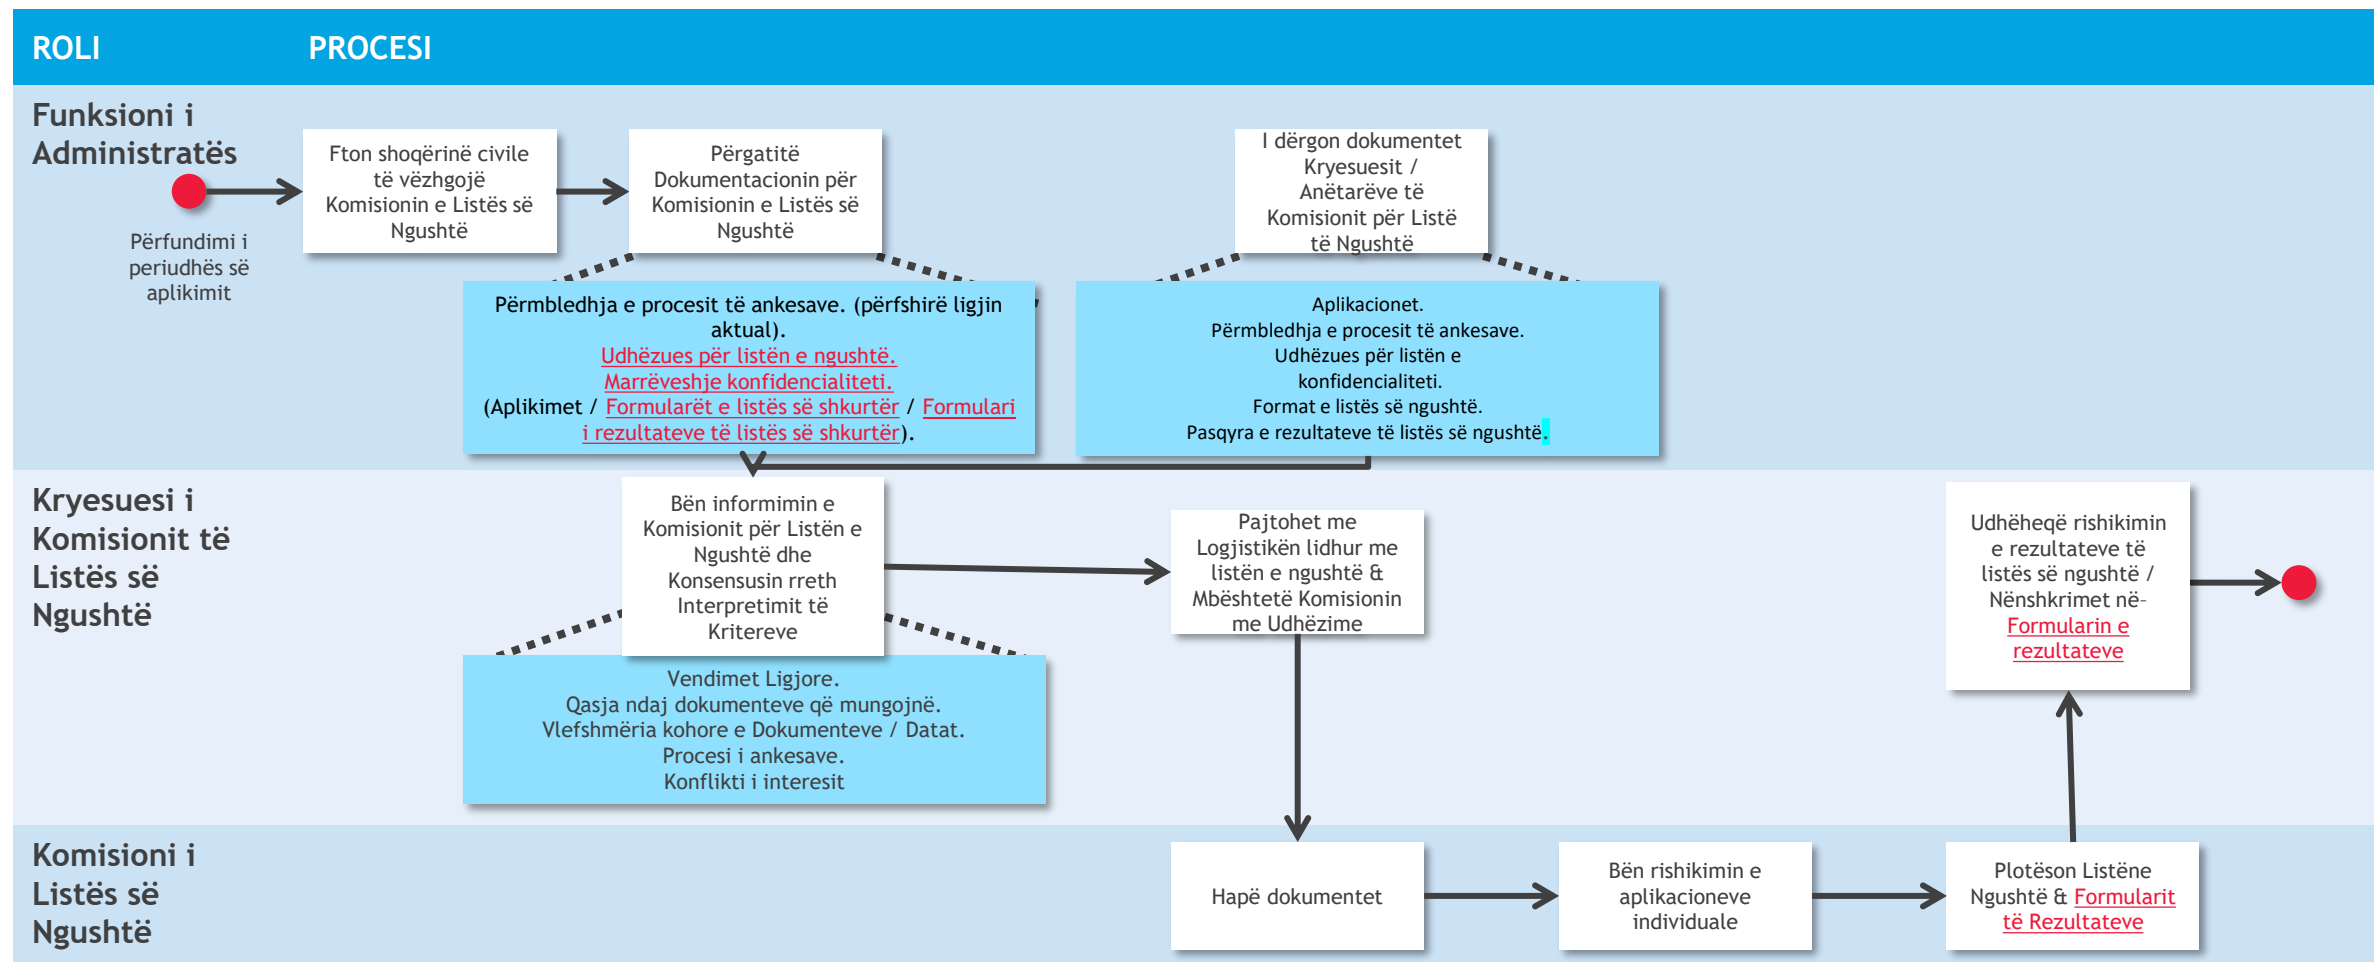 ROLI
PROCESI
Funksioni i
Administratës
Përfundimi i
periudhës së
aplikimit
Fton shoqërinë civile
të vëzhgojë
Komisionin e Listës së
Ngushtë
Përgatitë
Dokumentacionin për
Komisionin e Listës së
Ngushtë
I dërgon dokumentet
Kryesuesit /
Anëtarëve të
Komisionit për Listë
të Ngushtë
Përmbledhja e procesit të ankesave. (përfshirë ligjin
aktual).
Udhëzues për listën e ngushtë.
Marrëveshje konfidencialiteti.
(Aplikimet / Formularët e listës së shkurtër / Formulari
i rezultateve të listës së shkurtër).
Aplikacionet.
Përmbledhja e procesit të ankesave.
Udhëzues për listën e
konfidencialiteti.
Format e listës së ngushtë.
Pasqyra e rezultateve të listës së ngushtë.
Kryesuesi i
Komisionit të
Listës së
Ngushtë
Bën informimin e
Komisionit për Listën e
Ngushtë dhe
Konsensusin rreth
Interpretimit të
Kritereve
Vendimet Ligjore.
Qasja ndaj dokumenteve që mungojnë.
Vlefshmëria kohore e Dokumenteve / Datat.
Procesi i ankesave.
Konflikti i interesit
Pajtohet me
Logjistikën lidhur me
listën e ngushtë &
Mbështetë Komisionin
me Udhëzime
Udhëheqë rishikimin
e rezultateve të
listës së ngushtë /
Nënshkrimet në–
Formularin e
rezultateve
Komisioni i
Listës së
Ngushtë
Hapë dokumentet
Bën rishikimin e
aplikacioneve
individuale
Plotëson Listëne
Ngushtë & Formularit
të Rezultateve